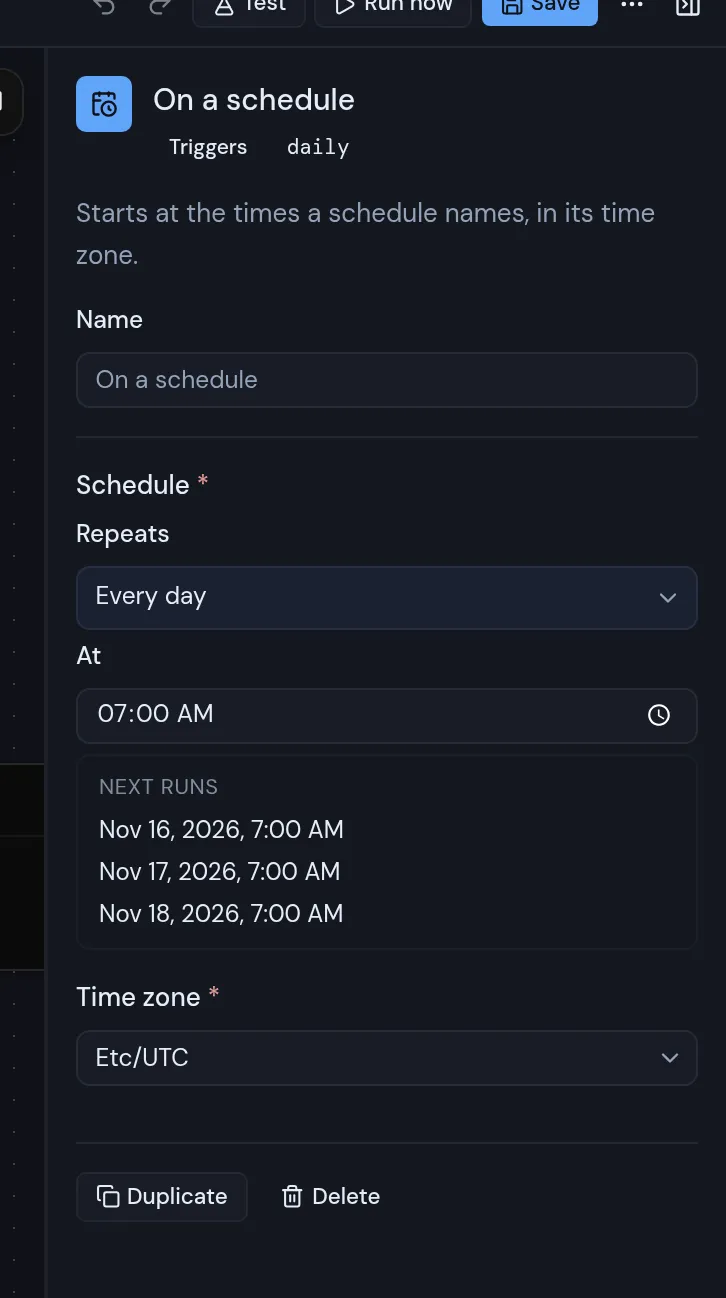 Test
Run now
Save
On a schedule
Triggers daily
Starts at the times a schedule names, in its time
zone.
Name
On a schedule
Schedule *
Repeats
Every day
At
07:00 AM
NEXT RUNS
Nov 16, 2026, 7:00 AM
Nov 17, 2026, 7:00 AM
Nov 18, 2026, 7:00 AM
Time zone *
Etc/UTC
Duplicate
Delete